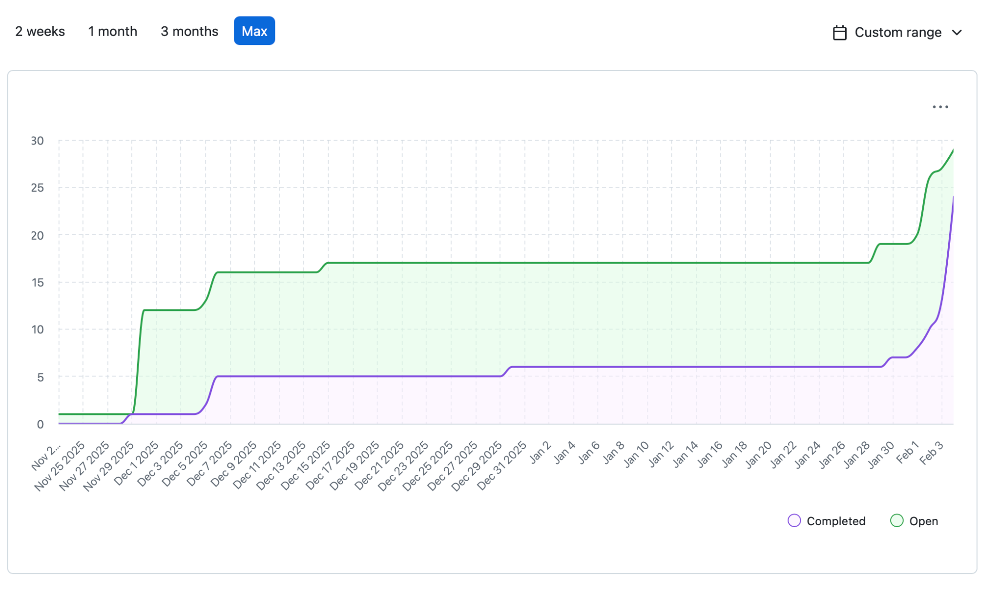 2 weeks 1 month 3 months Max Custom range
30
25
20
15
10
5
0
Nov 2... Nov 25 2025 Nov 27 2025 Nov 29 2025 Dec 1 2025 Dec 3 2025 Dec 5 2025 Dec 7 2025 Dec 9 2025 Dec 11 2025 Dec 13 2025 Dec 15 2025 Dec 17 2025 Dec 19 2025 Dec 21 2025 Dec 23 2025 Dec 25 2025 Dec 27 2025 Dec 29 2025 Dec 31 2025 Jan 2 Jan 4 Jan 6 Jan 8 Jan 10 Jan 12 Jan 14 Jan 16 Jan 18 Jan 20 Jan 22 Jan 24 Jan 26 Jan 28 Jan 30 Feb 1 Feb 3
Completed Open